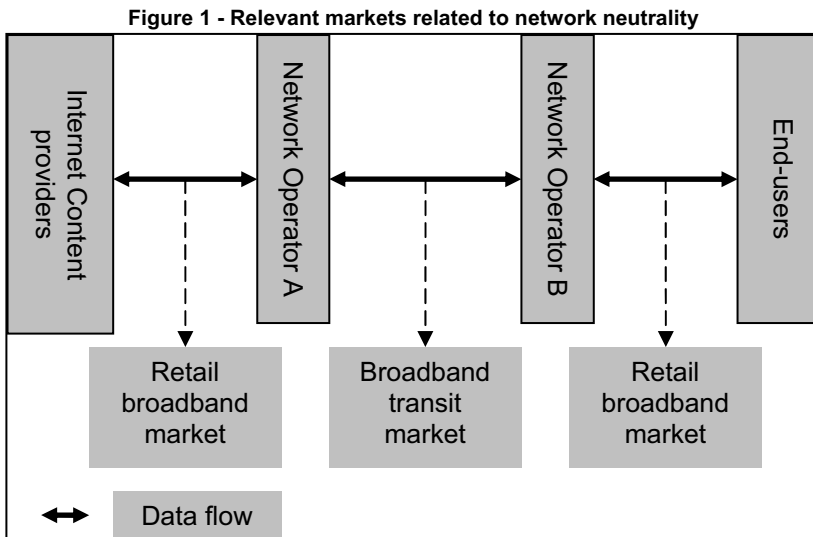 Figure 1 - Relevant markets related to network neutrality
Internet Content
providers
Network Operator A
Network Operator B
End-users
Retail
broadband
market
Broadband
transit
market
Retail
broadband
market
Data flow